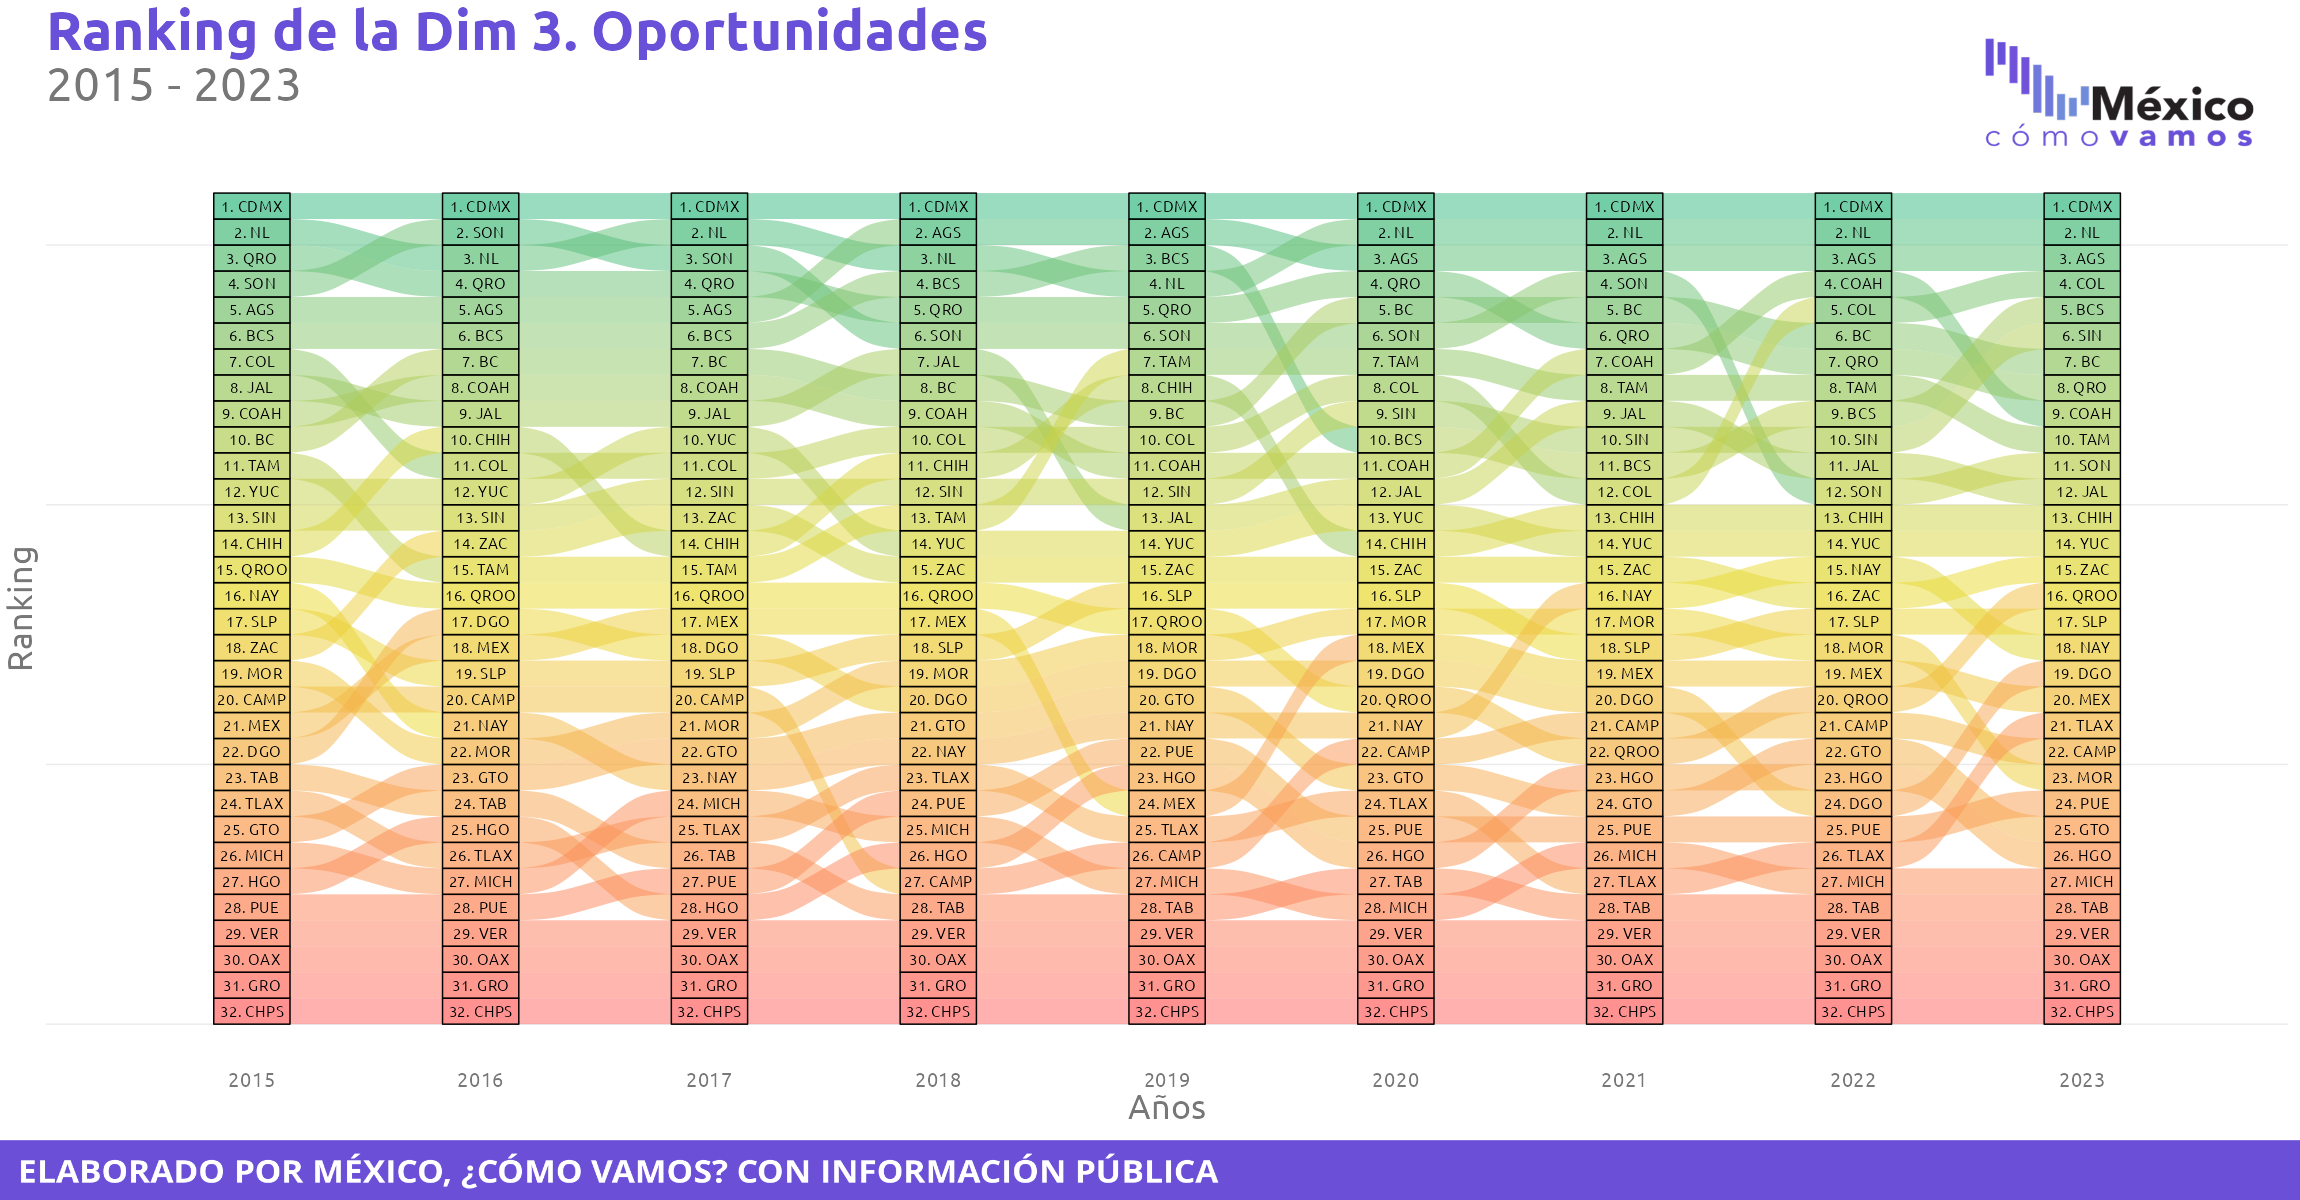 Ranking de la Dim 3. Oportunidades
2015 - 2023
México
cómovamos
1. CDMX 1. CDMX 1. CDMX 1. CDMX 1. CDMX 1. CDMX 1. CDMX 1. CDMX 1. CDMX
2. NL 2. SON 2. NL 2. AGS 2. AGS 2. NL 2. NL 2. NL 2. NL
3. QRO 3. NL 3. SON 3. NL 3. BCS 3. AGS 3. AGS 3. AGS 3. AGS
4. SON 4. QRO 4. QRO 4. BCS 4. NL 4. QRO 4. SON 4. COAH 4. COL
5. AGS 5. AGS 5. AGS 5. QRO 5. QRO 5. BC 5. BC 5. COL 5. BCS
6. BCS 6. BCS 6. BCS 6. SON 6. SON 6. SON 6. QRO 6. BC 6. SIN
7. COL 7. BC 7. BC 7. JAL 7. TAM 7. TAM 7. COAH 7. QRO 7. BC
8. JAL 8. COAH 8. COAH 8. BC 8. CHIH 8. COL 8. TAM 8. TAM 8. QRO
9. COAH 9. JAL 9. JAL 9. COAH 9. BC 9. SIN 9. JAL 9. BCS 9. COAH
10. BC 10. CHIH 10. YUC 10. COL 10. COL 10. BCS 10. SIN 10. SIN 10. TAM
11. TAM 11. COL 11. COL 11. CHIH 11. COAH 11. COAH 11. BCS 11. JAL 11. SON
12. YUC 12. YUC 12. SIN 12. SIN 12. SIN 12. JAL 12. COL 12. SON 12. JAL
13. SIN 13. SIN 13. ZAC 13. TAM 13. JAL 13. YUC 13. CHIH 13. CHIH 13. CHIH
14. CHIH 14. ZAC 14. CHIH 14. YUC 14. YUC 14. CHIH 14. YUC 14. YUC 14. YUC
15. QROO 15. TAM 15. TAM 15. ZAC 15. ZAC 15. ZAC 15. ZAC 15. NAY 15. ZAC
16. NAY 16. QROO 16. QROO 16. QROO 16. SLP 16. SLP 16. NAY 16. ZAC 16. QROO
17. SLP 17. DGO 17. MEX 17. MEX 17. QROO 17. MOR 17. MOR 17. SLP 17. SLP
18. ZAC 18. MEX 18. DGO 18. SLP 18. MOR 18. MEX 18. SLP 18. MOR 18. NAY
19. MOR 19. SLP 19. SLP 19. MOR 19. DGO 19. DGO 19. MEX 19. MEX 19. DGO
20. CAMP 20. CAMP 20. CAMP 20. DGO 20. GTO 20. QROO 20. DGO 20. QROO 20. MEX
21. MEX 21. NAY 21. MOR 21. GTO 21. NAY 21. NAY 21. CAMP 21. CAMP 21. TLAX
22. DGO 22. MOR 22. GTO 22. NAY 22. PUE 22. CAMP 22. QROO 22. GTO 22. CAMP
23. TAB 23. GTO 23. NAY 23. TLAX 23. HGO 23. GTO 23. HGO 23. HGO 23. MOR
24. TLAX 24. TAB 24. MICH 24. PUE 24. MEX 24. TLAX 24. GTO 24. DGO 24. PUE
25. GTO 25. HGO 25. TLAX 25. MICH 25. TLAX 25. PUE 25. PUE 25. PUE 25. GTO
26. MICH 26. TLAX 26. TAB 26. HGO 26. CAMP 26. HGO 26. MICH 26. TLAX 26. HGO
27. HGO 27. MICH 27. PUE 27. CAMP 27. MICH 27. TAB 27. TLAX 27. MICH 27. MICH
28. PUE 28. PUE 28. HGO 28. TAB 28. TAB 28. MICH 28. TAB 28. TAB 28. TAB
29. VER 29. VER 29. VER 29. VER 29. VER 29. VER 29. VER 29. VER 29. VER
30. OAX 30. OAX 30. OAX 30. OAX 30. OAX 30. OAX 30. OAX 30. OAX 30. OAX
31. GRO 31. GRO 31. GRO 31. GRO 31. GRO 31. GRO 31. GRO 31. GRO 31. GRO
32. CHPS 32. CHPS 32. CHPS 32. CHPS 32. CHPS 32. CHPS 32. CHPS 32. CHPS 32. CHPS
Ranking
2015 2016 2017 2018 2019 2020 2021 2022 2023
Años
ELABORADO POR MÉXICO, ¿CÓMO VAMOS? CON INFORMACIÓN PÚBLICA